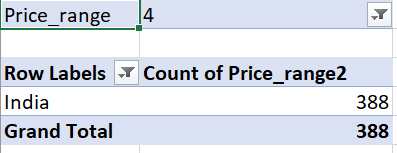 Price_range 4
Row Labels Count of Price_range2
India 388
Grand Total 388